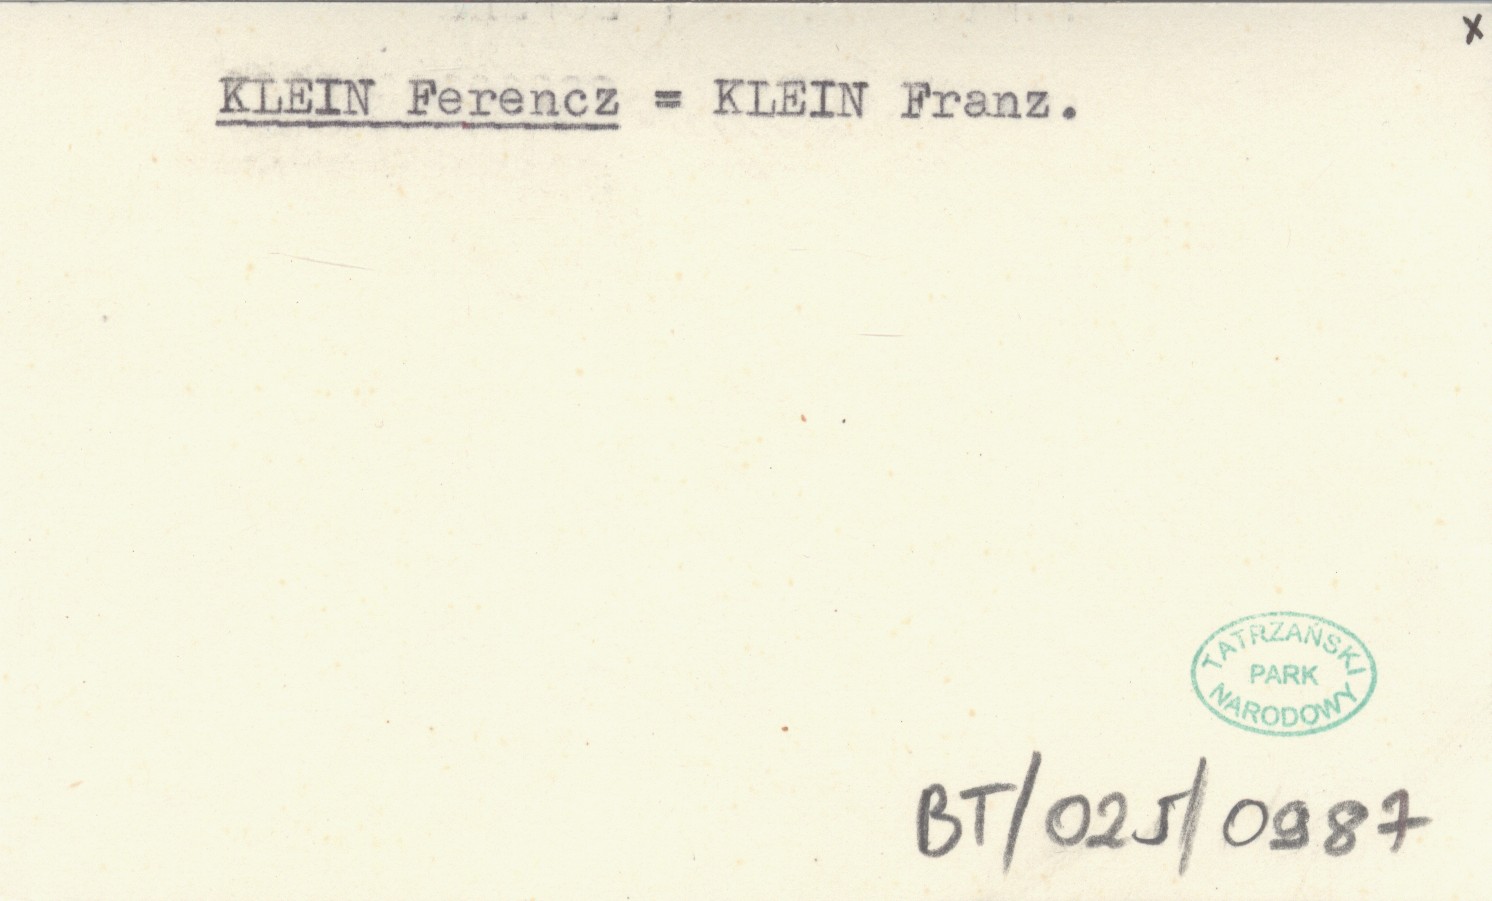 x
KLEIN Ferencz = KLEIN Franz.
TATRZAŃSKI
PARK
NARODOWY
BT/025/0987